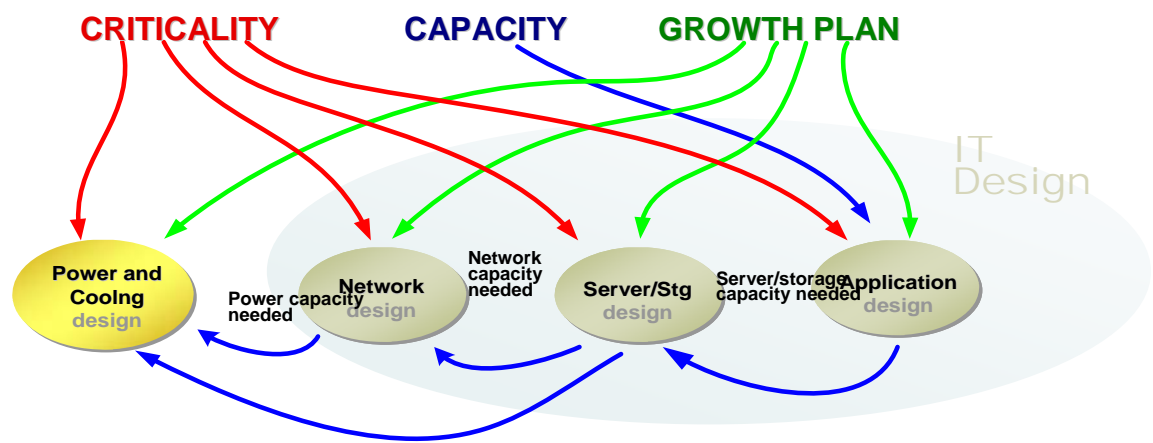 CRITICALITY
CAPACITY
GROWTH PLAN
IT
Design
Power and
Coolng
design
Power capacity
needed
Network
design
Network
capacity
needed
Server/Stg
design
Server/storage
capacity needed
Application
design